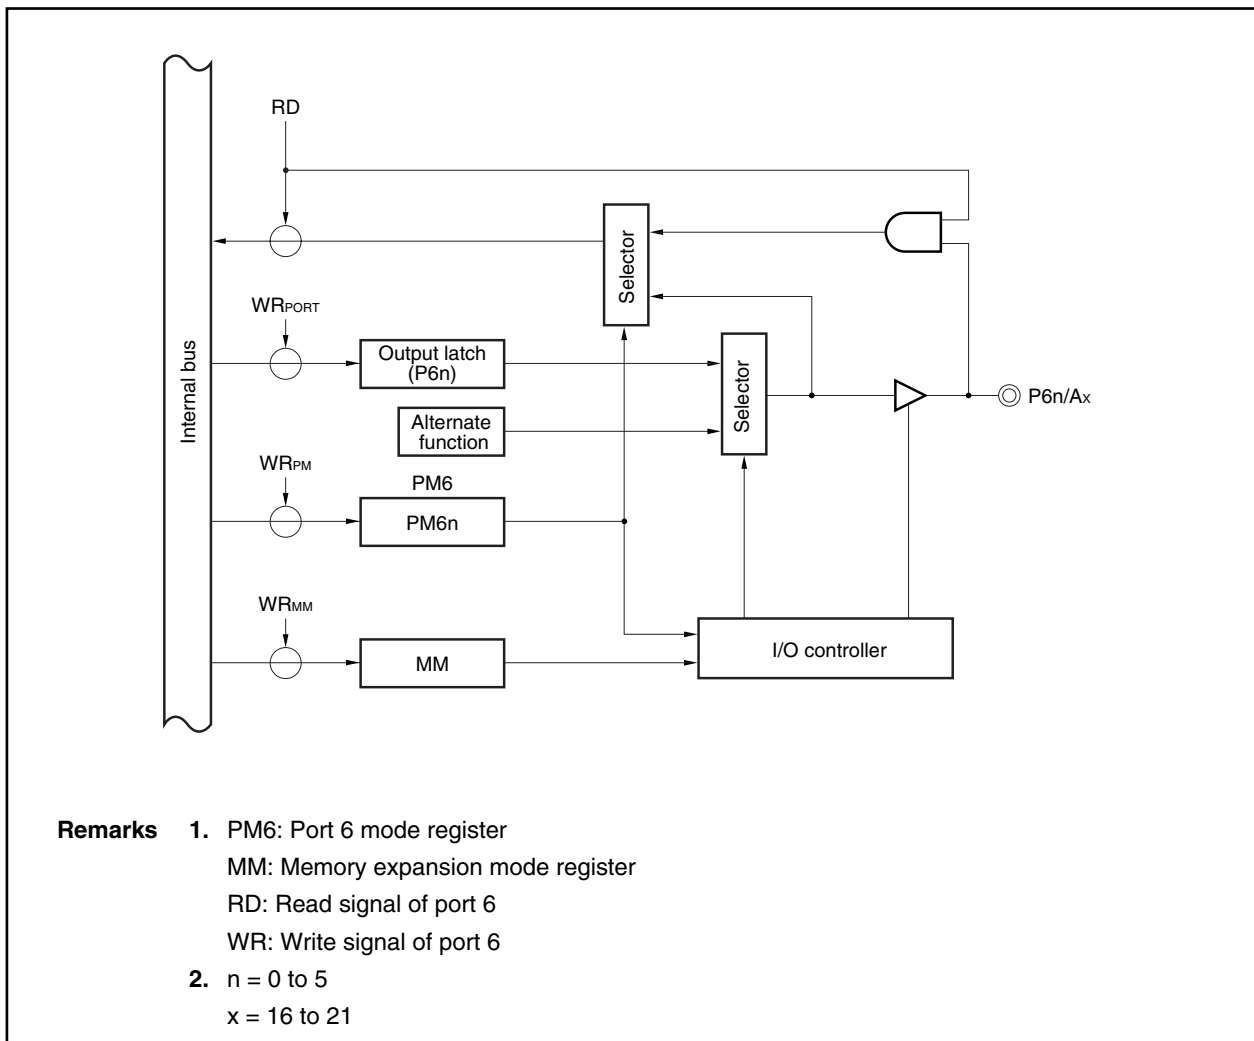 RD
Selector
WRPORT
Internal bus
Output latch
(P6n)
Selector
P6n/Ax
Alternate
function
WRPM
PM6
PM6n
WRMM
MM
I/O controller
Remarks 1. PM6: Port 6 mode register
MM: Memory expansion mode register
RD: Read signal of port 6
WR: Write signal of port 6
2. n = 0 to 5
x = 16 to 21